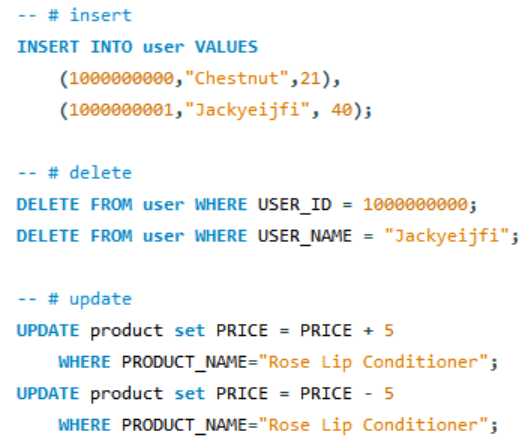 -- # insert
INSERT INTO user VALUES
(1000000000,"Chestnut",21),
(1000000001,"Jackyeijfi", 40);
-- # delete
DELETE FROM user WHERE USER_ID = 1000000000;
DELETE FROM user WHERE USER_NAME = "Jackyeijfi";
-- # update
UPDATE product set PRICE = PRICE + 5
WHERE PRODUCT_NAME="Rose Lip Conditioner";
UPDATE product set PRICE = PRICE - 5
WHERE PRODUCT_NAME="Rose Lip Conditioner";